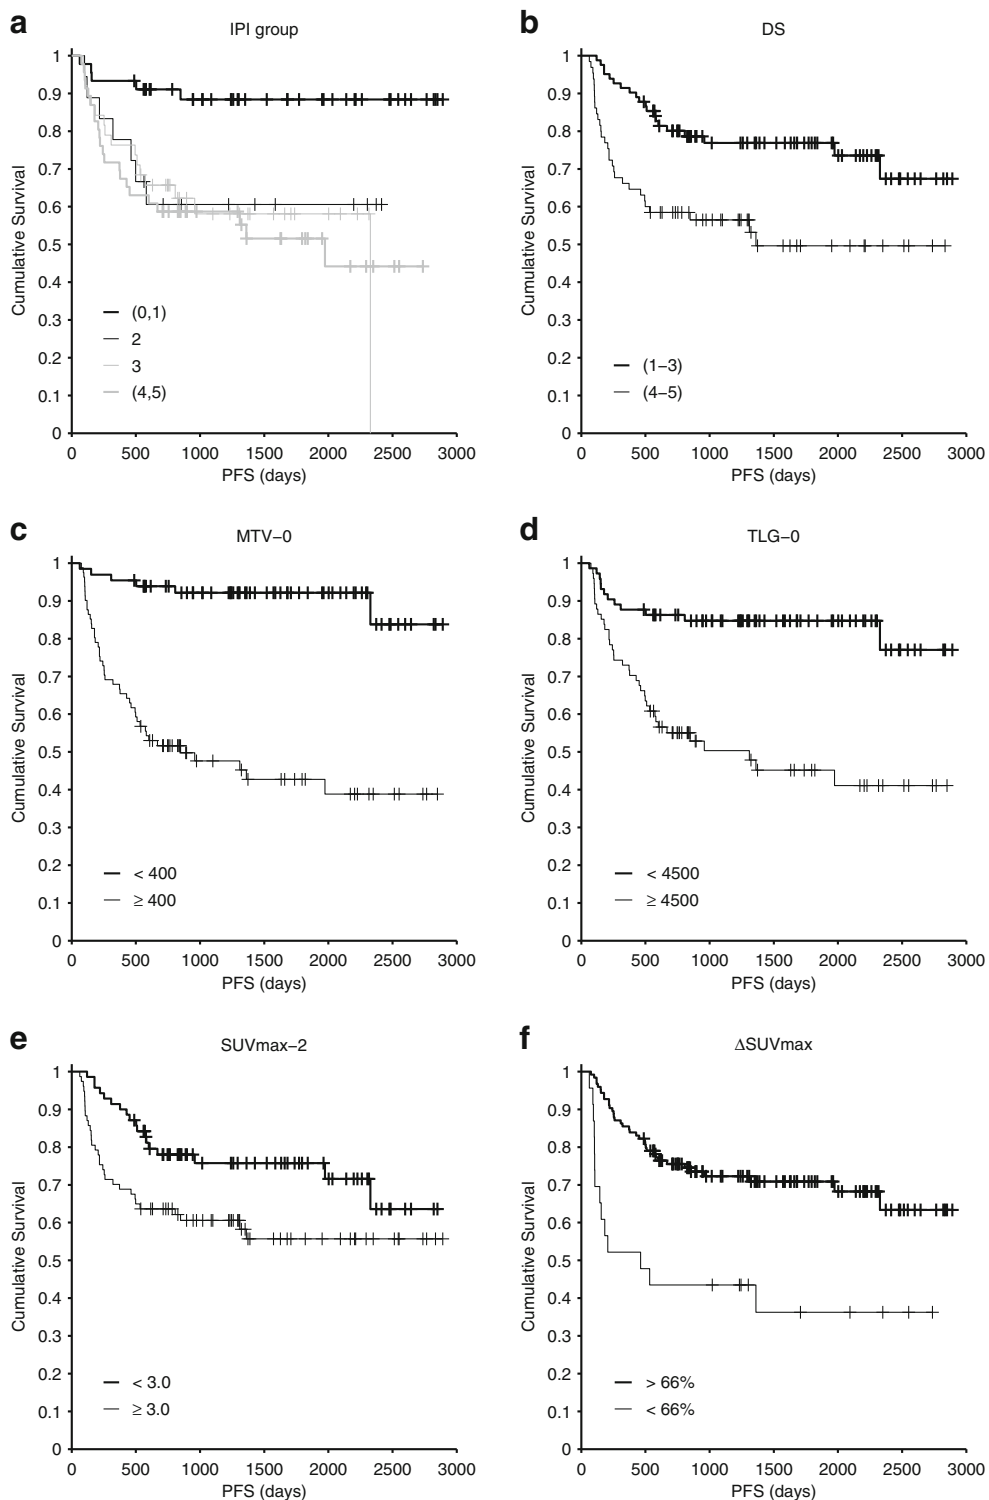 a
IPI group
1
0.9
0.8
0.7
0.6
0.5
0.4
0.3
0.2
0.1
0
Cumulative Survival
(0,1)
2
3
(4,5)
0 500 1000 1500 2000 2500 3000
PFS (days)
b
DS
1
0.9
0.8
0.7
0.6
0.5
0.4
0.3
0.2
0.1
0
Cumulative Survival
(1−3)
(4−5)
0 500 1000 1500 2000 2500 3000
PFS (days)
c
MTV−0
1
0.9
0.8
0.7
0.6
0.5
0.4
0.3
0.2
0.1
0
Cumulative Survival
< 400
≥ 400
0 500 1000 1500 2000 2500 3000
PFS (days)
d
TLG−0
1
0.9
0.8
0.7
0.6
0.5
0.4
0.3
0.2
0.1
0
Cumulative Survival
< 4500
≥ 4500
0 500 1000 1500 2000 2500 3000
PFS (days)
e
SUVmax−2
1
0.9
0.8
0.7
0.6
0.5
0.4
0.3
0.2
0.1
0
Cumulative Survival
< 3.0
≥ 3.0
0 500 1000 1500 2000 2500 3000
PFS (days)
f
ΔSUVmax
1
0.9
0.8
0.7
0.6
0.5
0.4
0.3
0.2
0.1
0
Cumulative Survival
> 66%
< 66%
0 500 1000 1500 2000 2500 3000
PFS (days)